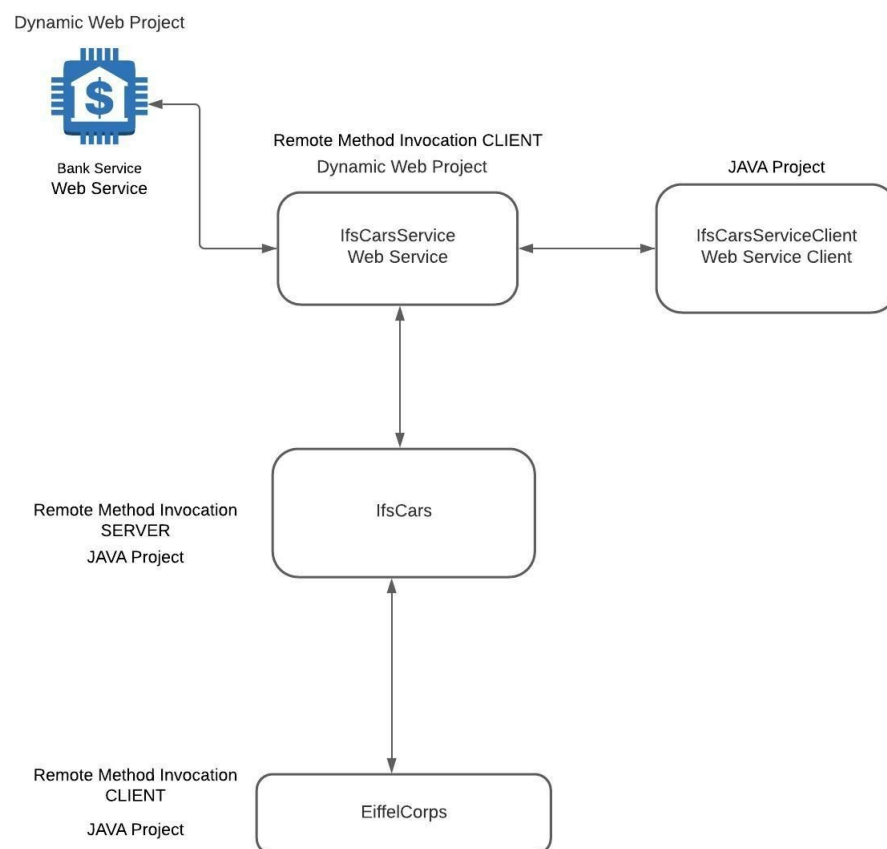 Dynamic Web Project
$
Bank Service
Web Service
Remote Method Invocation CLIENT
Dynamic Web Project
IfsCarsService
Web Service
JAVA Project
IfsCarsServiceClient
Web Service Client
Remote Method Invocation
SERVER
JAVA Project
IfsCars
Remote Method Invocation
CLIENT
JAVA Project
EiffelCorps